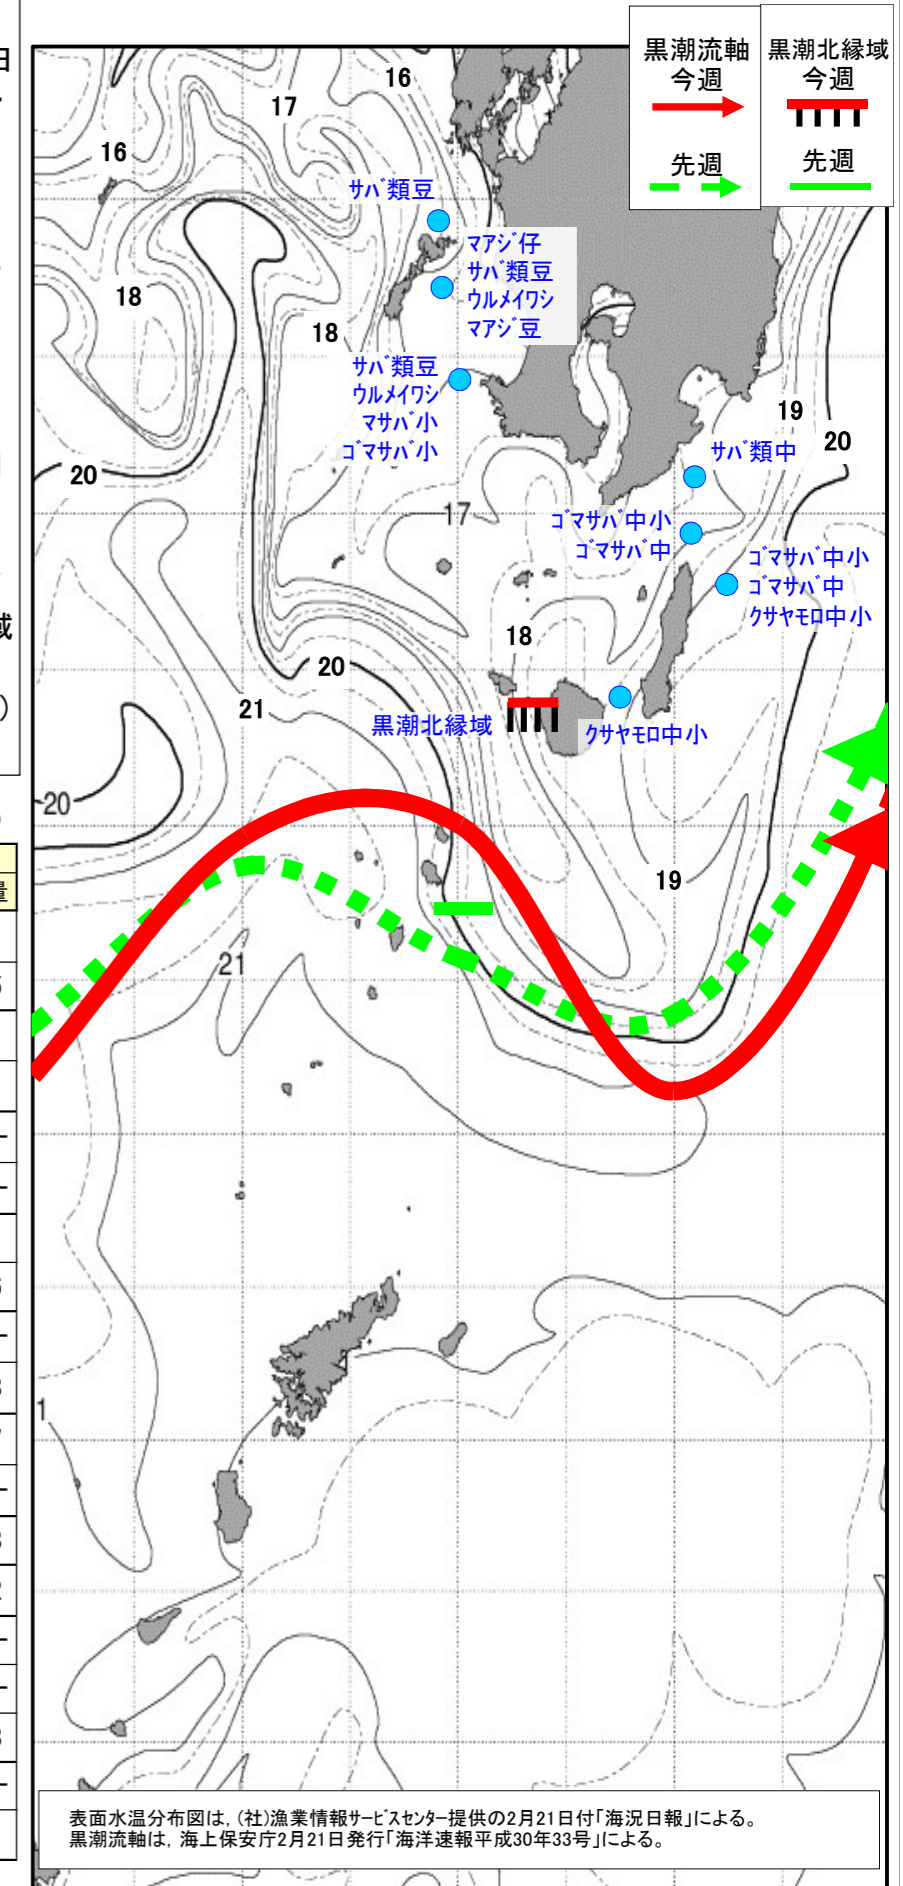 黒潮流軸
今週
先週
黒潮北縁域
今週
先週
16
17
16
18
18
サバ類豆
マアジ仔
サバ類豆
ウルメイワシ
マアジ豆
サバ類豆
ウルメイワシ
マサバ小
ゴマサバ小
19
20
20
サバ類中
17
ゴマサバ中小
ゴマサバ中
ゴマサバ中小
ゴマサバ中
クサヤモロ中小
域
18
20
21
黒潮北縁域
クサヤモロ中小
20
19
量
21
1
表面水温分布図は, (社)漁業情報サービスセンター提供の2月21日付「海況日報」による。
黒潮流軸は, 海上保安庁2月21日発行「海洋速報平成30年33号」による。